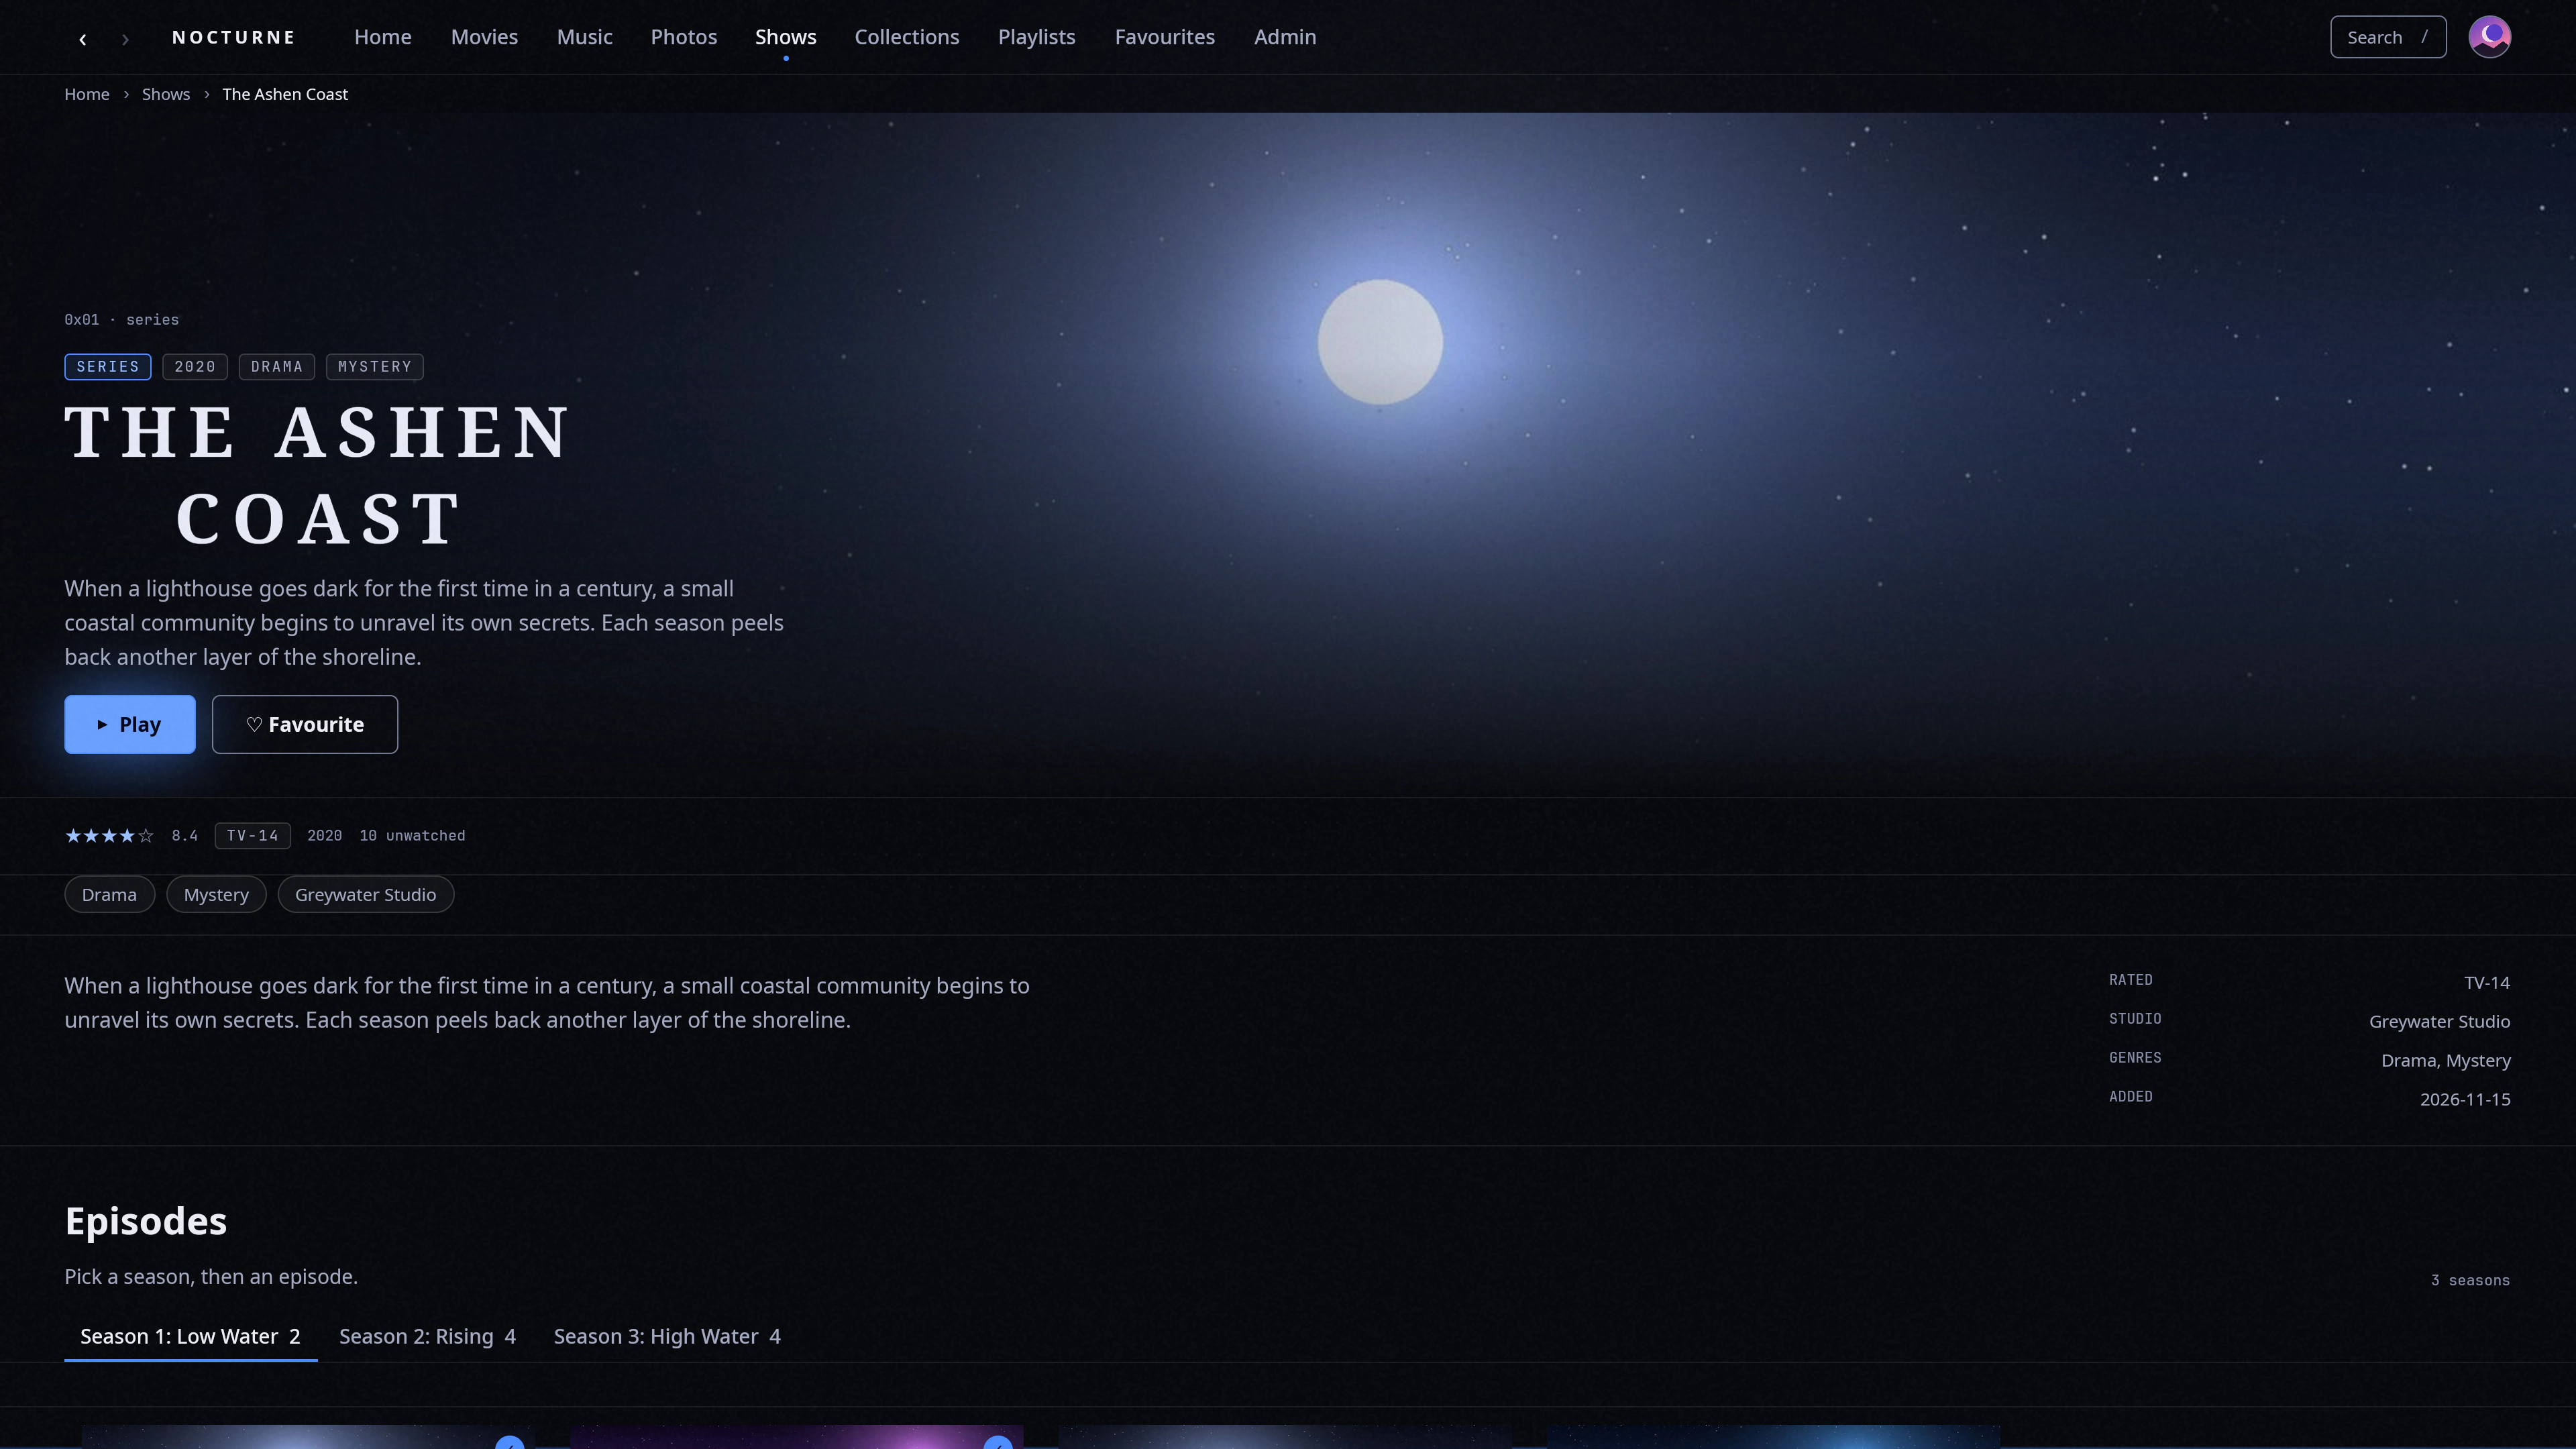 ‹ › NOCTURNE Home Movies Music Photos Shows Collections Playlists Favourites Admin Search /
Home › Shows › The Ashen Coast
0x01 · series
SERIES 2020 DRAMA MYSTERY
THE ASHEN
COAST
When a lighthouse goes dark for the first time in a century, a small
coastal community begins to unravel its own secrets. Each season peels
back another layer of the shoreline.
▶ Play ♡ Favourite
★★★★☆ 8.4 TV-14 2020 10 unwatched
Drama Mystery Greywater Studio
When a lighthouse goes dark for the first time in a century, a small coastal community begins to
unravel its own secrets. Each season peels back another layer of the shoreline.
RATED TV-14
STUDIO Greywater Studio
GENRES Drama, Mystery
ADDED 2026-11-15
Episodes
Pick a season, then an episode.
3 seasons
Season 1: Low Water 2 Season 2: Rising 4 Season 3: High Water 4